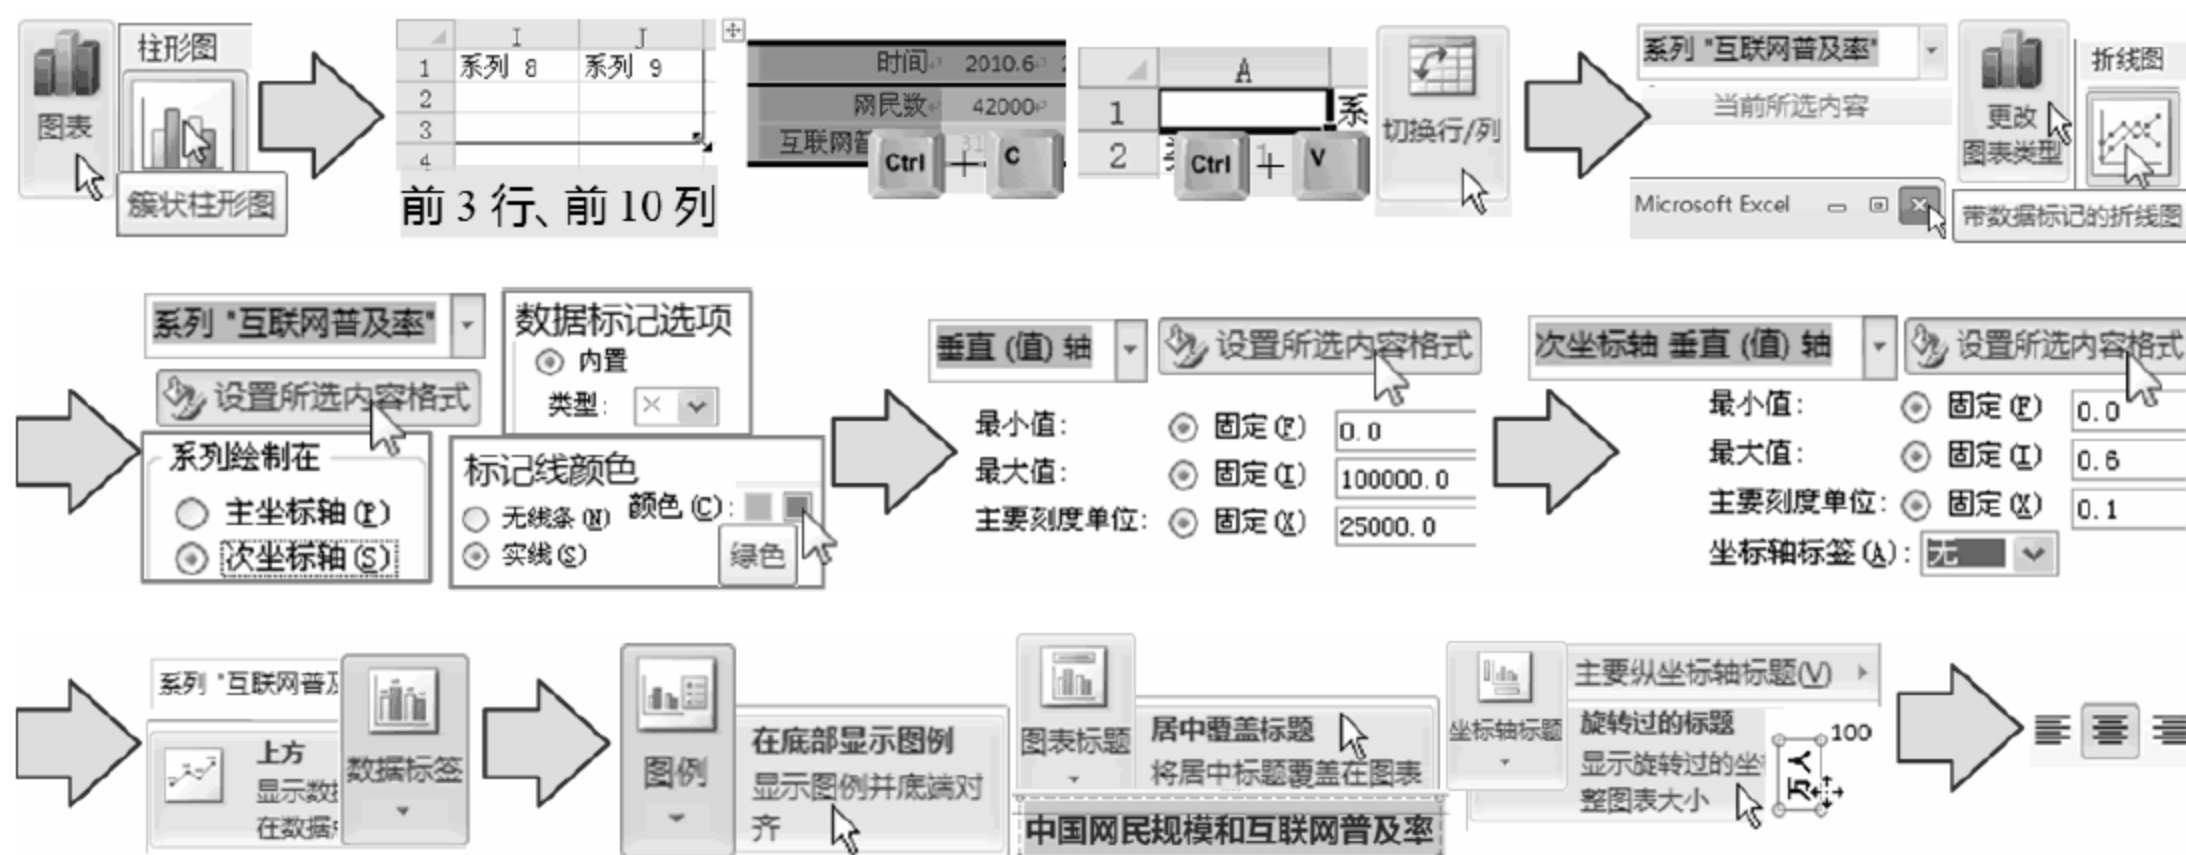 图表
柱形图
簇状柱形图
I J
1 系列 8 系列 9
2
3
4
前 3 行、前 10 列
时间 2010.6
网民数 42000
互联网
Ctrl + C
A
1 系
2
Ctrl + V
切换行/列
系列 "互联网普及率"
当前所选内容
Microsoft Excel
更改
图表类型
折线图
带数据标记的折线图
系列 "互联网普及率"
设置所选内容格式
系列绘制在
主坐标轴(P)
次坐标轴(S)
数据标记选项
内置
类型:
标记线颜色
无线条(N) 颜色(C):
实线(S)
绿色
垂直 (值) 轴
设置所选内容格式
最小值: 固定(F) 0.0
最大值: 固定(I) 100000.0
主要刻度单位: 固定(X) 25000.0
次坐标轴 垂直 (值) 轴
设置所选内容格式
最小值: 固定(F) 0.0
最大值: 固定(I) 0.6
主要刻度单位: 固定(X) 0.1
坐标轴标签(A): 无
系列 "互联网普及
上方
显示数据
在数据
数据标签
图例
在底部显示图例
显示图例并底端对
齐
图表标题
居中覆盖标题
将居中标题覆盖在图表
中国网民规模和互联网普及率
坐标轴标题
主要纵坐标轴标题(V)
旋转过的标题
显示旋转过的坐
整图表大小
万人
100